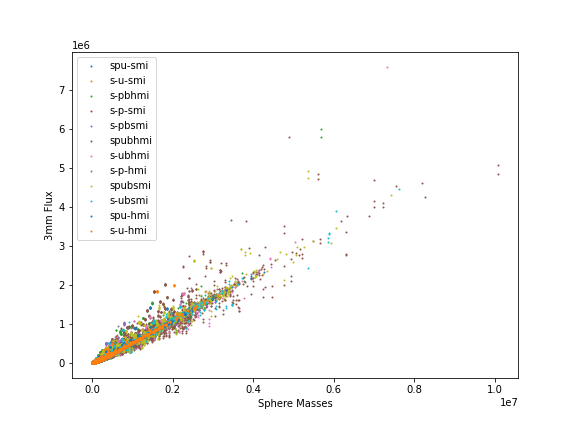 1e6
7
6
5
4
3
2
1
0
3mm Flux
spu-smi
s-u-smi
s-pbhmi
s-p-smi
s-pbsmi
spubhmi
s-ubhmi
s-p-hmi
spubsmi
s-ubsmi
spu-hmi
s-u-hmi
0.0 0.2 0.4 0.6 0.8 1.0
1e7
Sphere Masses